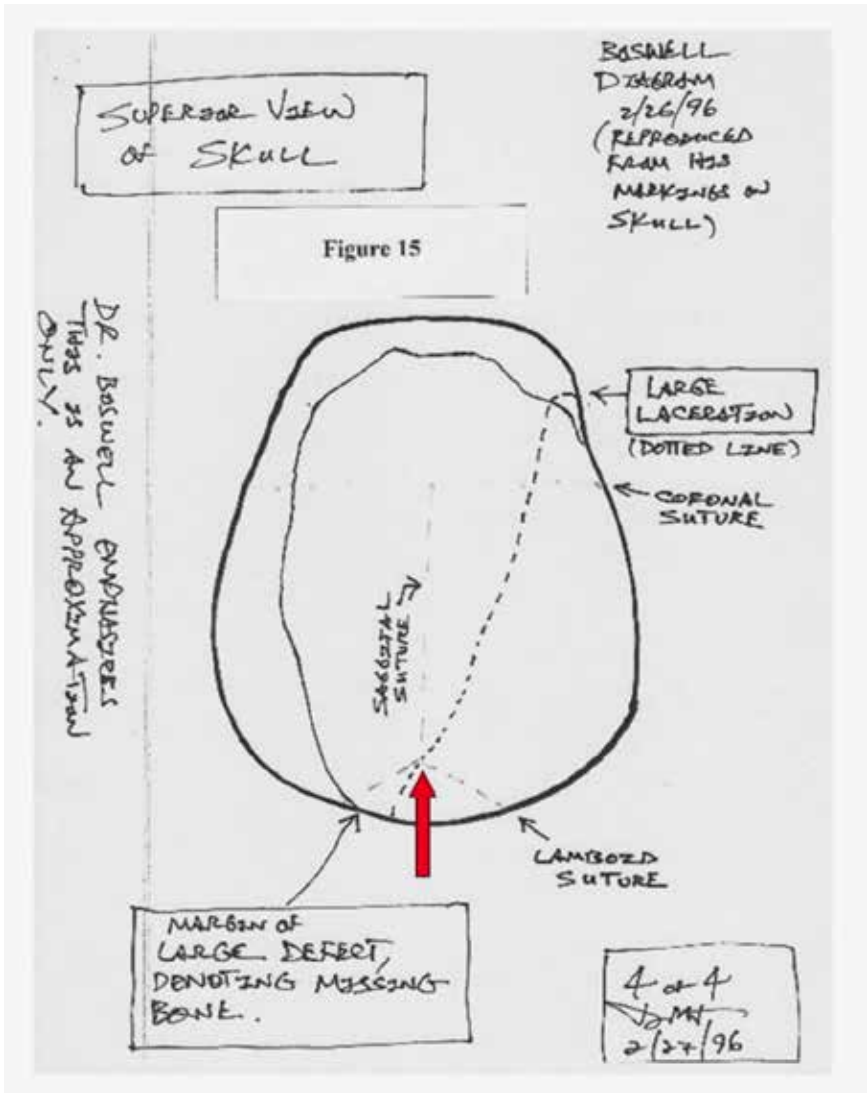 SUPERIOR VIEW
OF SKULL
BOSWELL
DIAGRAM
2/26/96
(REPRODUCED
FROM HIS
MARKINGS ON
SKULL)
Figure 15
DR. BOSWELL EMPHASIZES
THIS IS AN APPROXIMATION
ONLY.
LARGE
LACERATION
(DOTTED LINE)
CORONAL
SUTURE
SAGGITAL
SUTURE
LAMBOID
SUTURE
MARGIN OF
LARGE DEFECT,
DENOTING MISSING
BONE.
4 OF 4
2/27/96